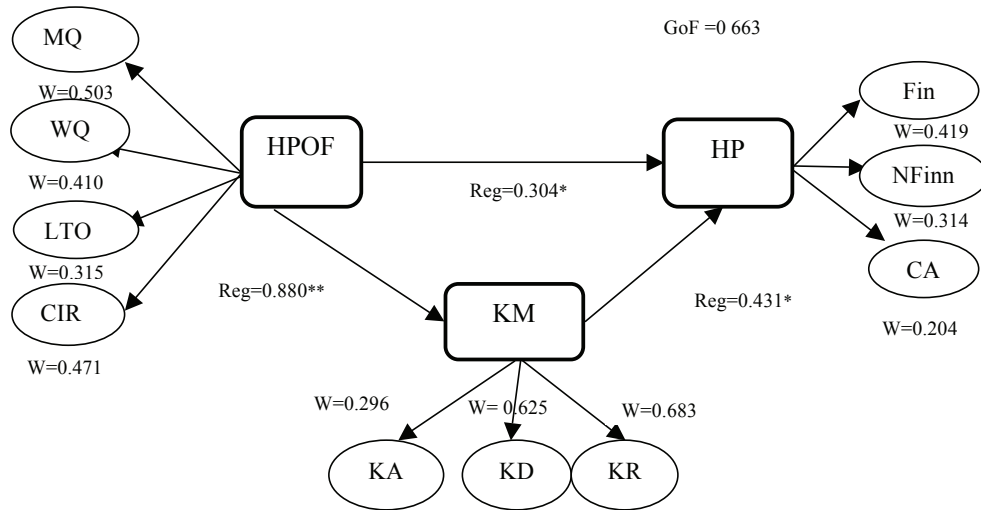 MQ
GoF =0 663
W=0.503
Fin
WQ
W=0.419
HPOF
HP
W=0.410
NFinn
Reg=0.304*
LTO
W=0.314
W=0.315
CA
Reg=0.880**
Reg=0.431*
CIR
KM
W=0.204
W=0.471
W=0.296
W= 0.625
W=0.683
KA
KD
KR